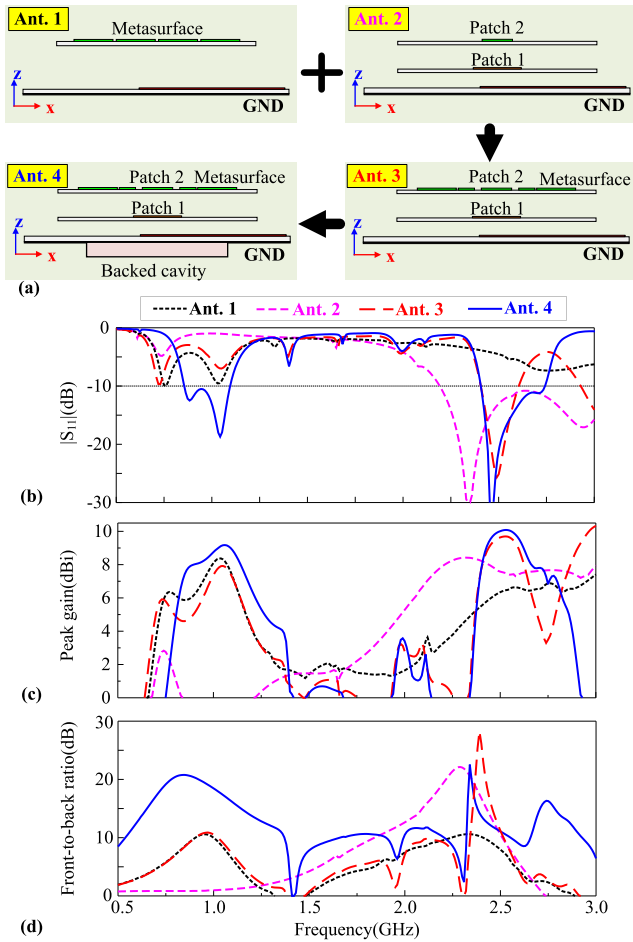 Ant. 1
Metasurface
z
x
GND
Ant. 2
Patch 2
Patch 1
z
x
GND
Ant. 4
Patch 2 Metasurface
Patch 1
z
x
GND
Backed cavity
Ant. 3
Patch 2
Metasurface
Patch 1
z
x
GND
(a)
Ant. 1 Ant. 2 Ant. 3 Ant. 4
0
-10
-20
-30
|S11|(dB)
(b)
10
8
6
4
2
0
Peak gain(dBi)
(c)
30
20
10
0
Front-to-back ratio(dB)
(d)
0.5 1.0 1.5 2.0 2.5 3.0
Frequency(GHz)